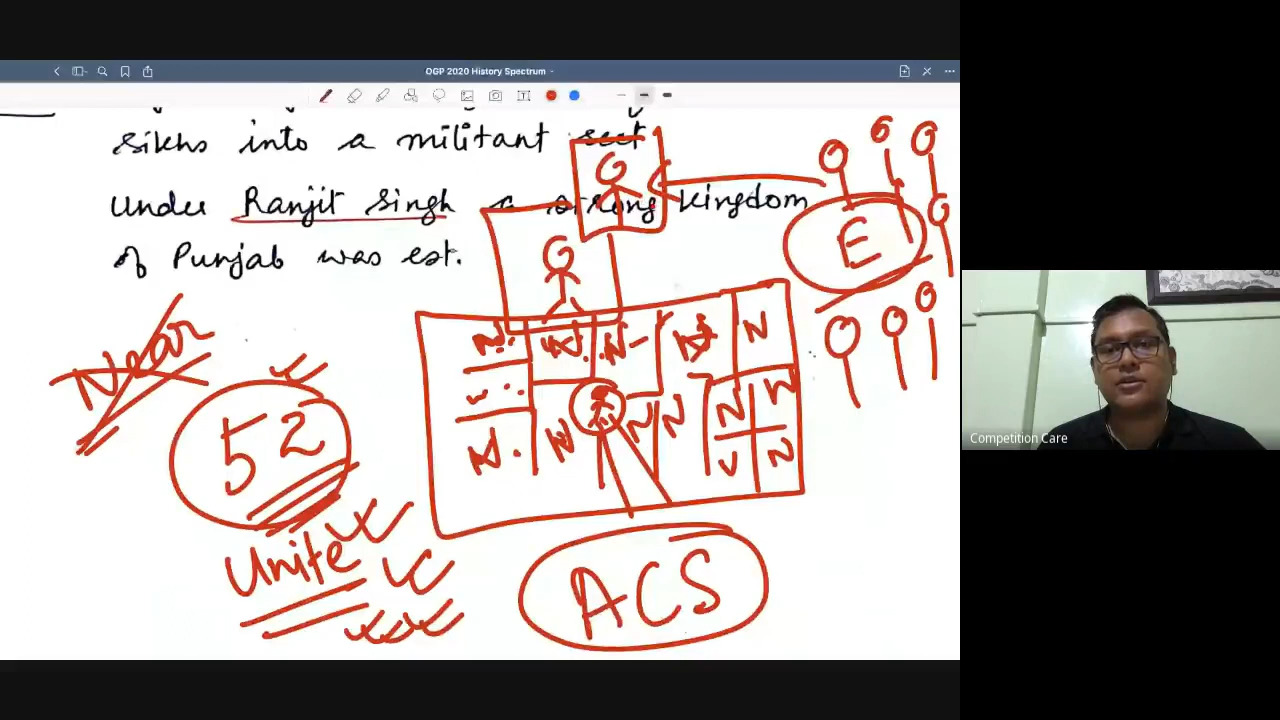 OGP 2020 History Spectrum
sikhs into a militant sect
under Ranjit Singh a strong kingdom
of Punjab was est.
E
Near
52
N N N N N
N
N N N N N N
N N
Unite
ACS
Competition Care